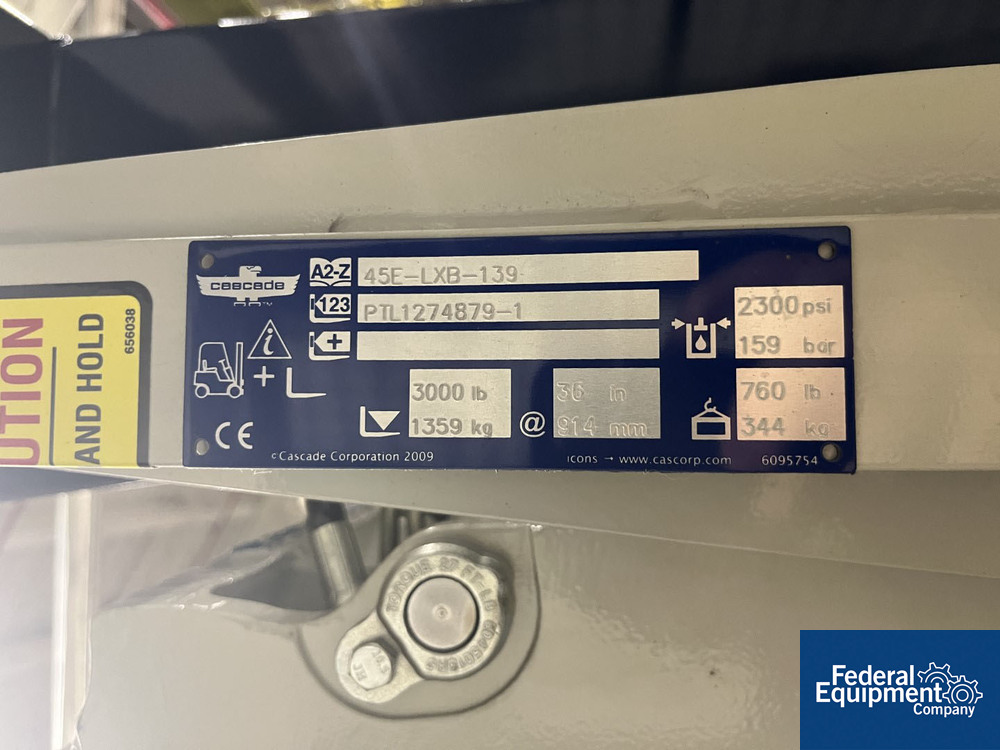 cascade
A2-Z 45E-LXB-139
123 PTL1274879-1
2300 psi
159 bar
3000 lb
1359 kg
@
36 in
914 mm
760 lb
344 kg
CE
©Cascade Corporation 2009
icons → www.cascorp.com
6095754
UTION
AND HOLD
656038
TORQUE
Federal
Equipment
Company